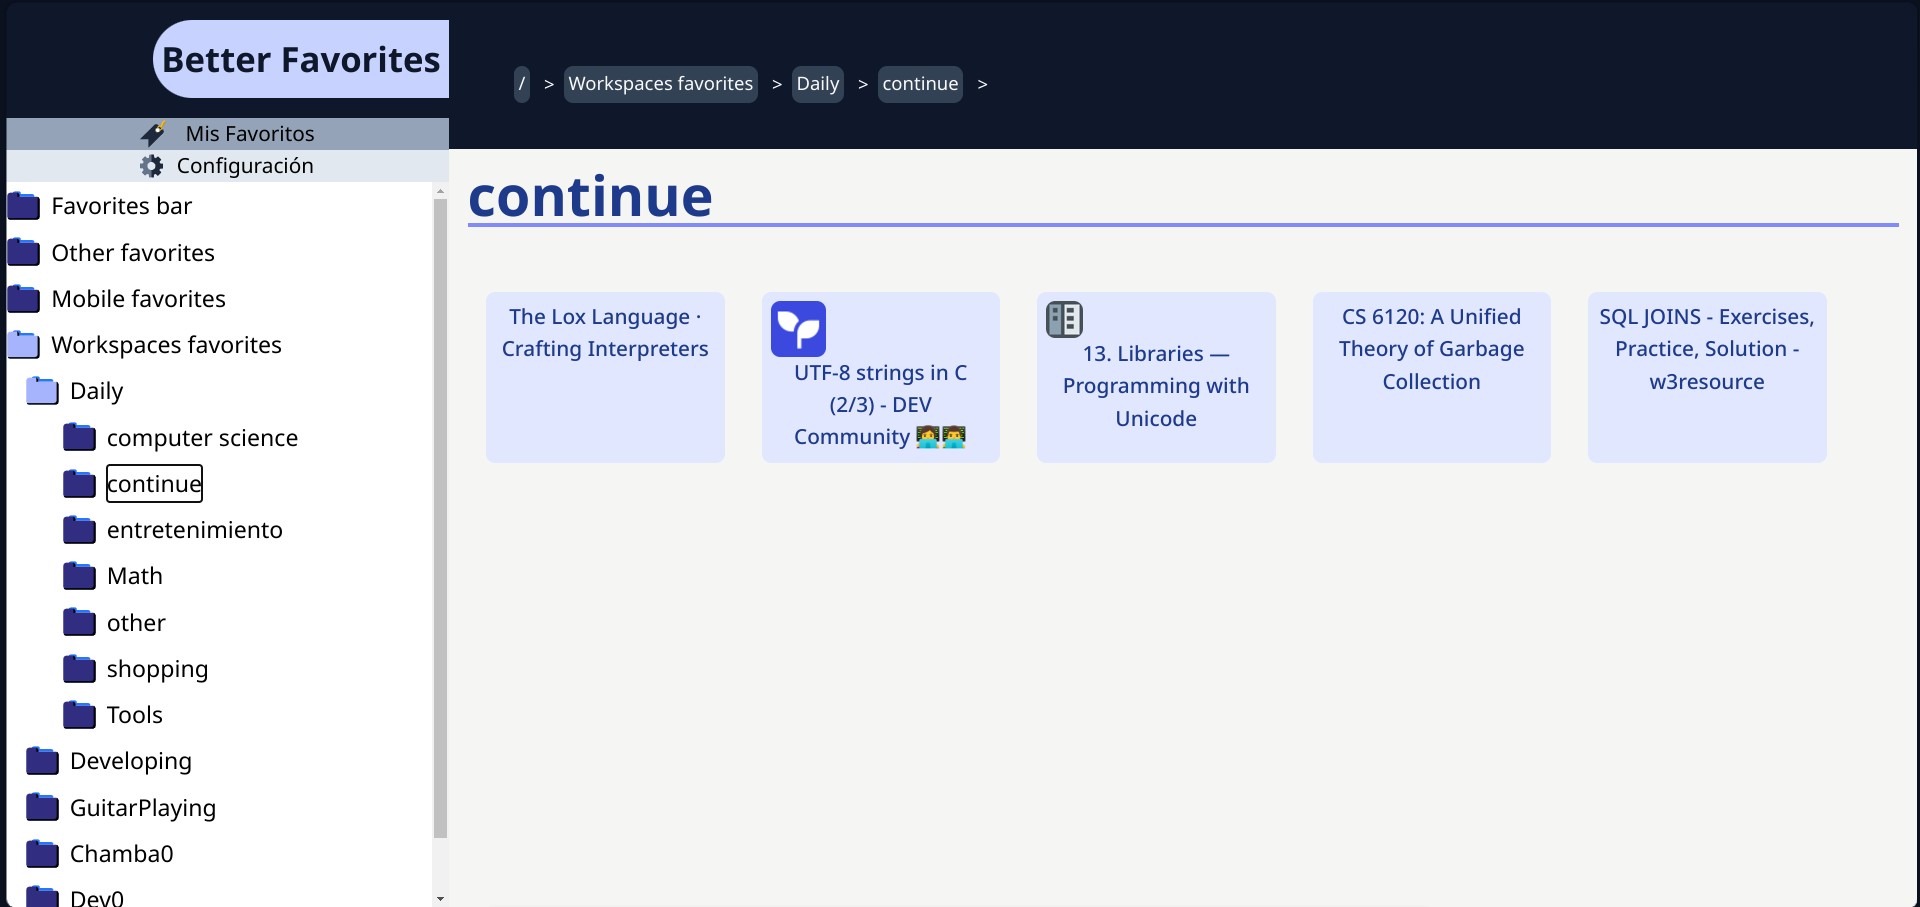 Better Favorites
Mis Favoritos
Configuración
Favorites bar
Other favorites
Mobile favorites
Workspaces favorites
Daily
computer science
continue
entretenimiento
Math
other
shopping
Tools
Developing
GuitarPlaying
Chamba0
Dev0
/ > Workspaces favorites > Daily > continue >
continue
The Lox Language ·
Crafting Interpreters
UTF-8 strings in C
(2/3) - DEV
Community 👩‍💻👨‍💻
13. Libraries —
Programming with
Unicode
CS 6120: A Unified
Theory of Garbage
Collection
SQL JOINS - Exercises,
Practice, Solution -
w3resource